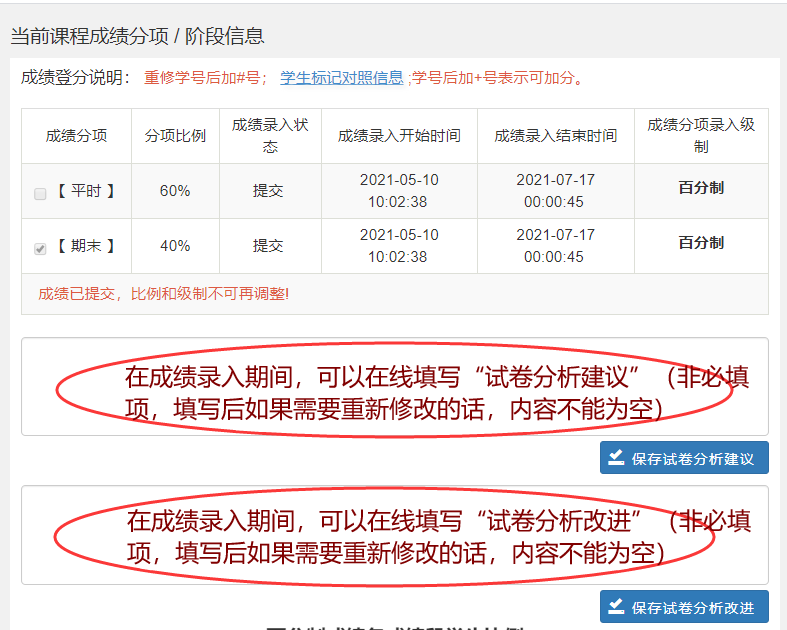 当前课程成绩分项 / 阶段信息
成绩登分说明： 重修学号后加#号； 学生标记对照信息 ;学号后加+号表示可加分。
成绩分项 分项比例 成绩录入状态 成绩录入开始时间 成绩录入结束时间 成绩分项录入级制
【 平时 】 60% 提交 2021-05-10 10:02:38 2021-07-17 00:00:45 百分制
【 期末 】 40% 提交 2021-05-10 10:02:38 2021-07-17 00:00:45 百分制
成绩已提交，比例和级制不可再调整!
在成绩录入期间，可以在线填写“试卷分析建议”（非必填
项，填写后如果需要重新修改的话，内容不能为空）
保存试卷分析建议
在成绩录入期间，可以在线填写“试卷分析改进”（非必填
项，填写后如果需要重新修改的话，内容不能为空）
保存试卷分析改进